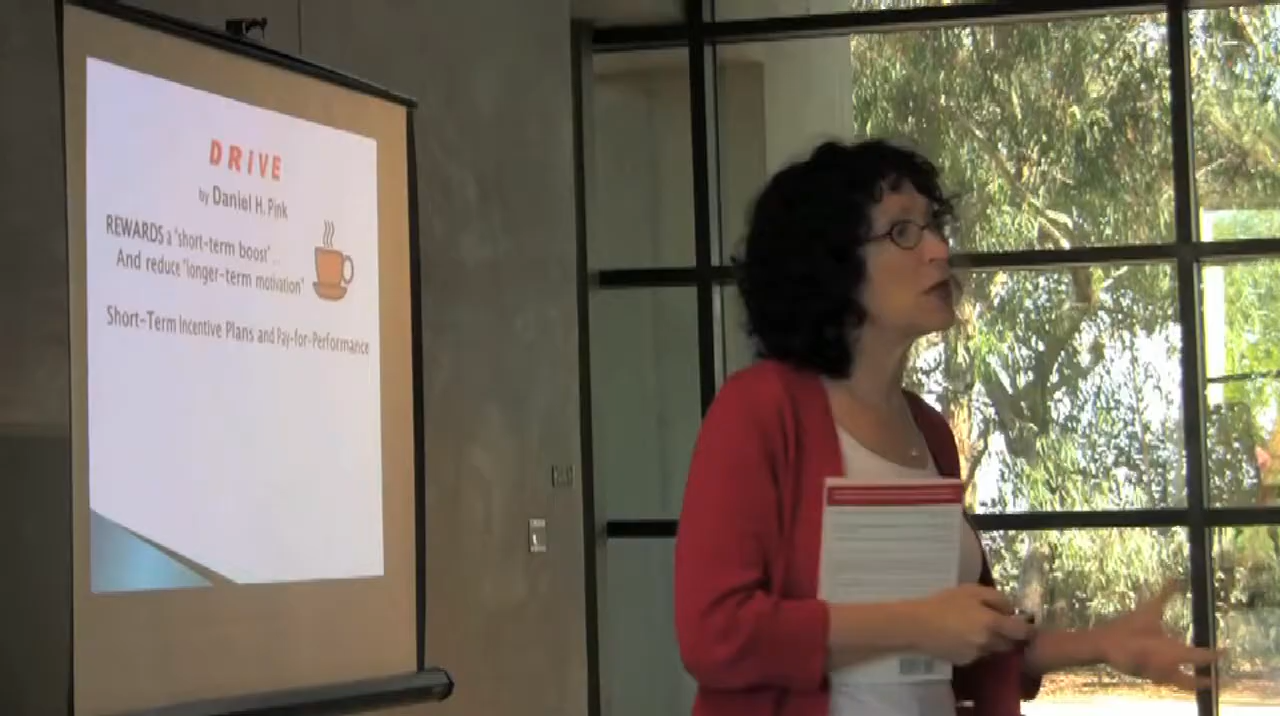 DRIVE
by Daniel H. Pink
REWARDS a "short-term boost"...
And reduce "longer-term motivation"
Short-Term Incentive Plans and Pay-for-Performance